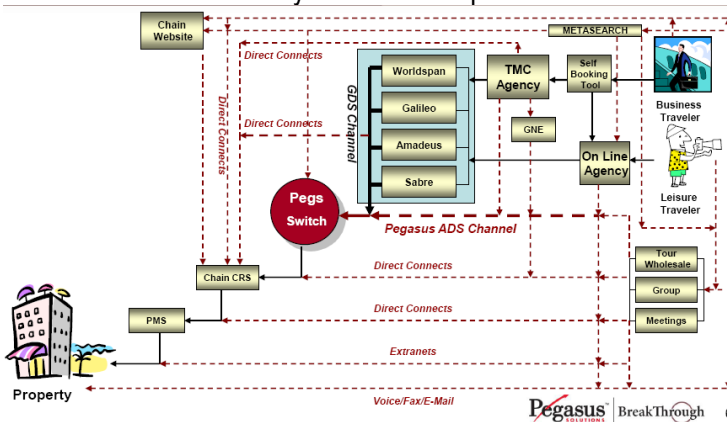 Chain
Website
METASEARCH
Direct Connects
Worldspan
TMC
Agency
Self
Booking
Tool
Business
Traveler
Direct Connects
GDS Channel
Galileo
GNE
Direct Connects
Amadeus
On Line
Agency
Leisure
Traveler
Sabre
Pegs
Switch
Pegasus ADS Channel
Tour
Wholesale
Chain CRS
Direct Connects
Group
PMS
Direct Connects
Meetings
Extranets
Property
Voice/Fax/E-Mail
Pegasus™
SOLUTIONS
BreakThrough